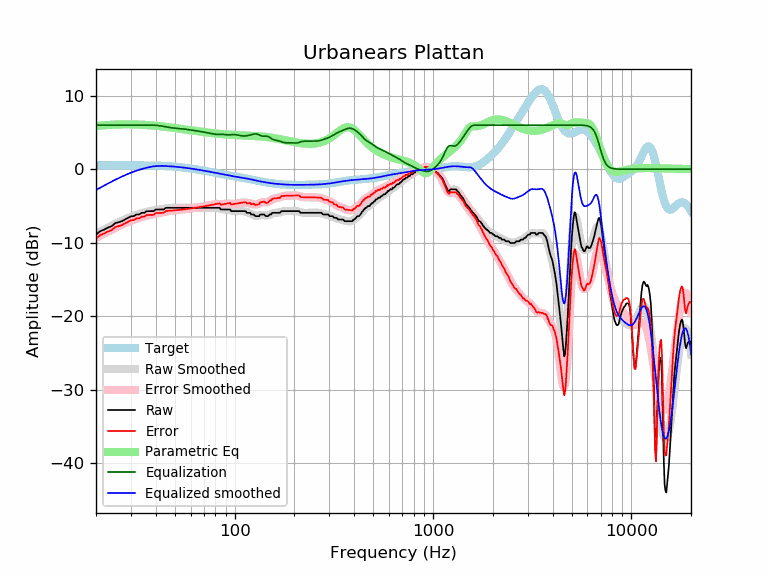 Urbanears Plattan
Amplitude (dBr)
10
0
−10
−20
−30
−40
Target
Raw Smoothed
Error Smoothed
Raw
Error
Parametric Eq
Equalization
Equalized smoothed
100
1000
10000
Frequency (Hz)